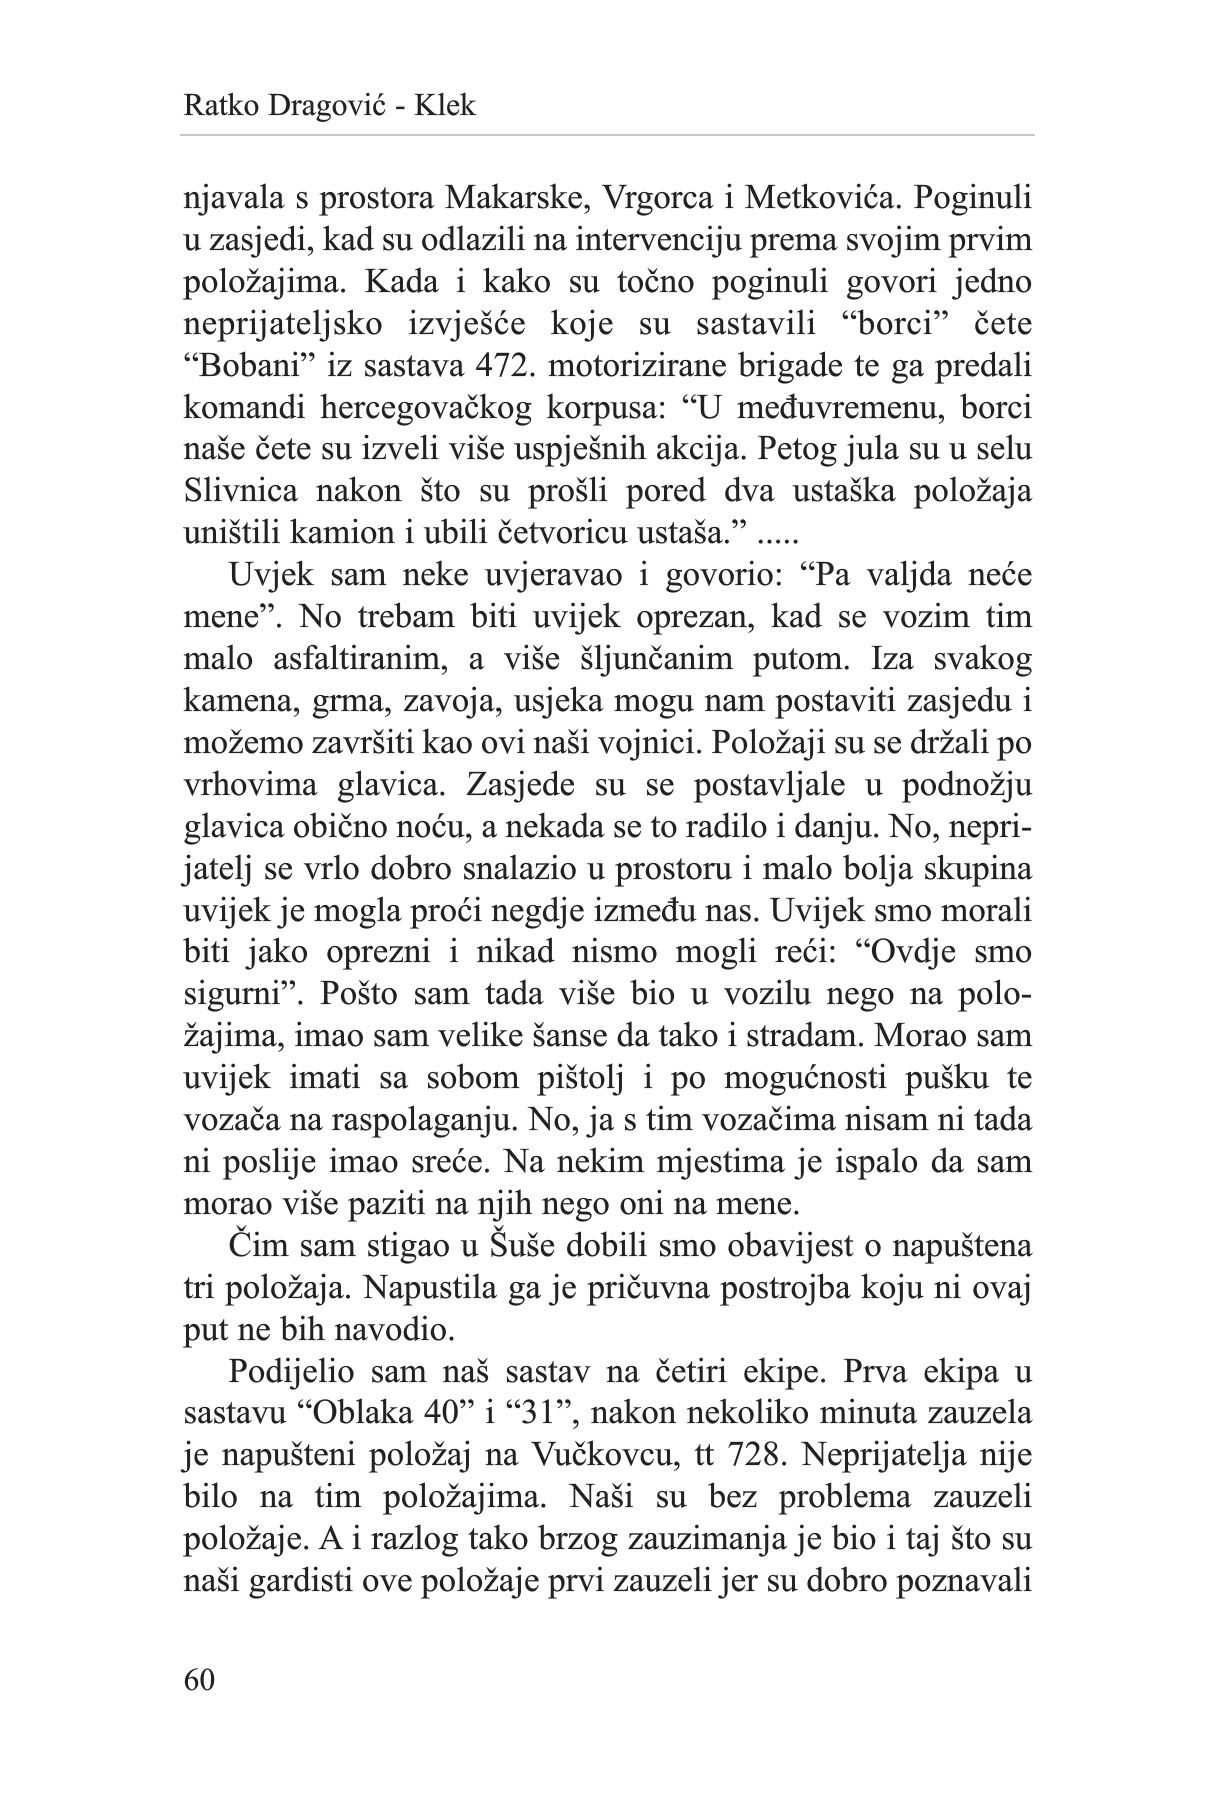 Ratko Dragović - Klek
njavala s prostora Makarske, Vrgorca i Metkovića. Poginuli
u zasjedi, kad su odlazili na intervenciju prema svojim prvim
položajima. Kada i kako su točno poginuli govori jedno
neprijateljsko izvješće koje su sastavili “borci” čete
“Bobani” iz sastava 472. motorizirane brigade te ga predali
komandi hercegovačkog korpusa: “U međuvremenu, borci
naše čete su izveli više uspješnih akcija. Petog jula su u selu
Slivnica nakon što su prošli pored dva ustaška položaja
uništili kamion i ubili četvoricu ustaša.” .....
Uvjek sam neke uvjeravao i govorio: “Pa valjda neće
mene”. No trebam biti uvijek oprezan, kad se vozim tim
malo asfaltiranim, a više šljunčanim putom. Iza svakog
kamena, grma, zavoja, usjeka mogu nam postaviti zasjedu i
možemo završiti kao ovi naši vojnici. Položaji su se držali po
vrhovima glavica. Zasjede su se postavljale u podnožju
glavica obično noću, a nekada se to radilo i danju. No, nepri-
jatelj se vrlo dobro snalazio u prostoru i malo bolja skupina
uvijek je mogla proći negdje između nas. Uvijek smo morali
biti jako oprezni i nikad nismo mogli reći: “Ovdje smo
sigurni”. Pošto sam tada više bio u vozilu nego na polo-
žajima, imao sam velike šanse da tako i stradam. Morao sam
uvijek imati sa sobom pištolj i po mogućnosti pušku te
vozača na raspolaganju. No, ja s tim vozačima nisam ni tada
ni poslije imao sreće. Na nekim mjestima je ispalo da sam
morao više paziti na njih nego oni na mene.
Čim sam stigao u Šuše dobili smo obavijest o napuštena
tri položaja. Napustila ga je pričuvna postrojba koju ni ovaj
put ne bih navodio.
Podijelio sam naš sastav na četiri ekipe. Prva ekipa u
sastavu “Oblaka 40” i “31”, nakon nekoliko minuta zauzela
je napušteni položaj na Vučkovcu, tt 728. Neprijatelja nije
bilo na tim položajima. Naši su bez problema zauzeli
položaje. A i razlog tako brzog zauzimanja je bio i taj što su
naši gardisti ove položaje prvi zauzeli jer su dobro poznavali
60